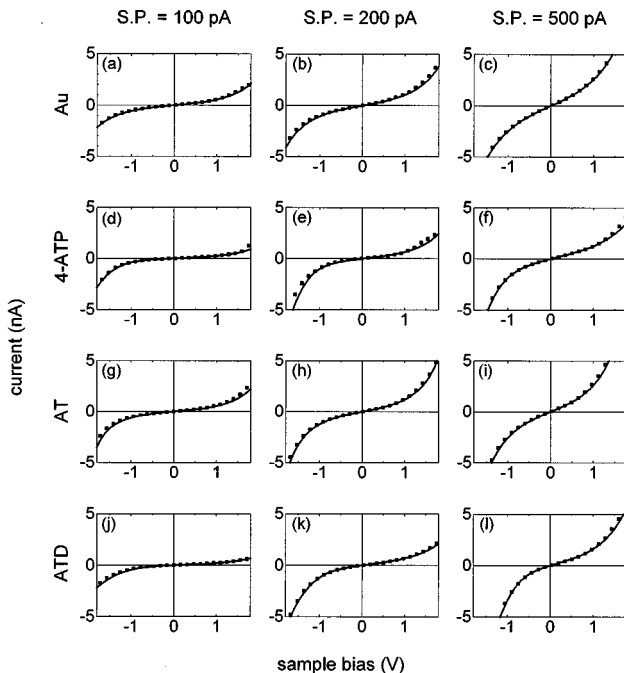 S.P. = 100 pA S.P. = 200 pA S.P. = 500 pA
5 (a) 5 (b) 5 (c)
Au 0 0 0
-5 -5 -5
-1 0 1 -1 0 1 -1 0 1
5 (d) 5 (e) 5 (f)
4-ATP 0 0 0
-5 -5 -5
-1 0 1 -1 0 1 -1 0 1
current (nA)
5 (g) 5 (h) 5 (i)
AT 0 0 0
-5 -5 -5
-1 0 1 -1 0 1 -1 0 1
5 (j) 5 (k) 5 (l)
ATD 0 0 0
-5 -5 -5
-1 0 1 -1 0 1 -1 0 1
sample bias (V)